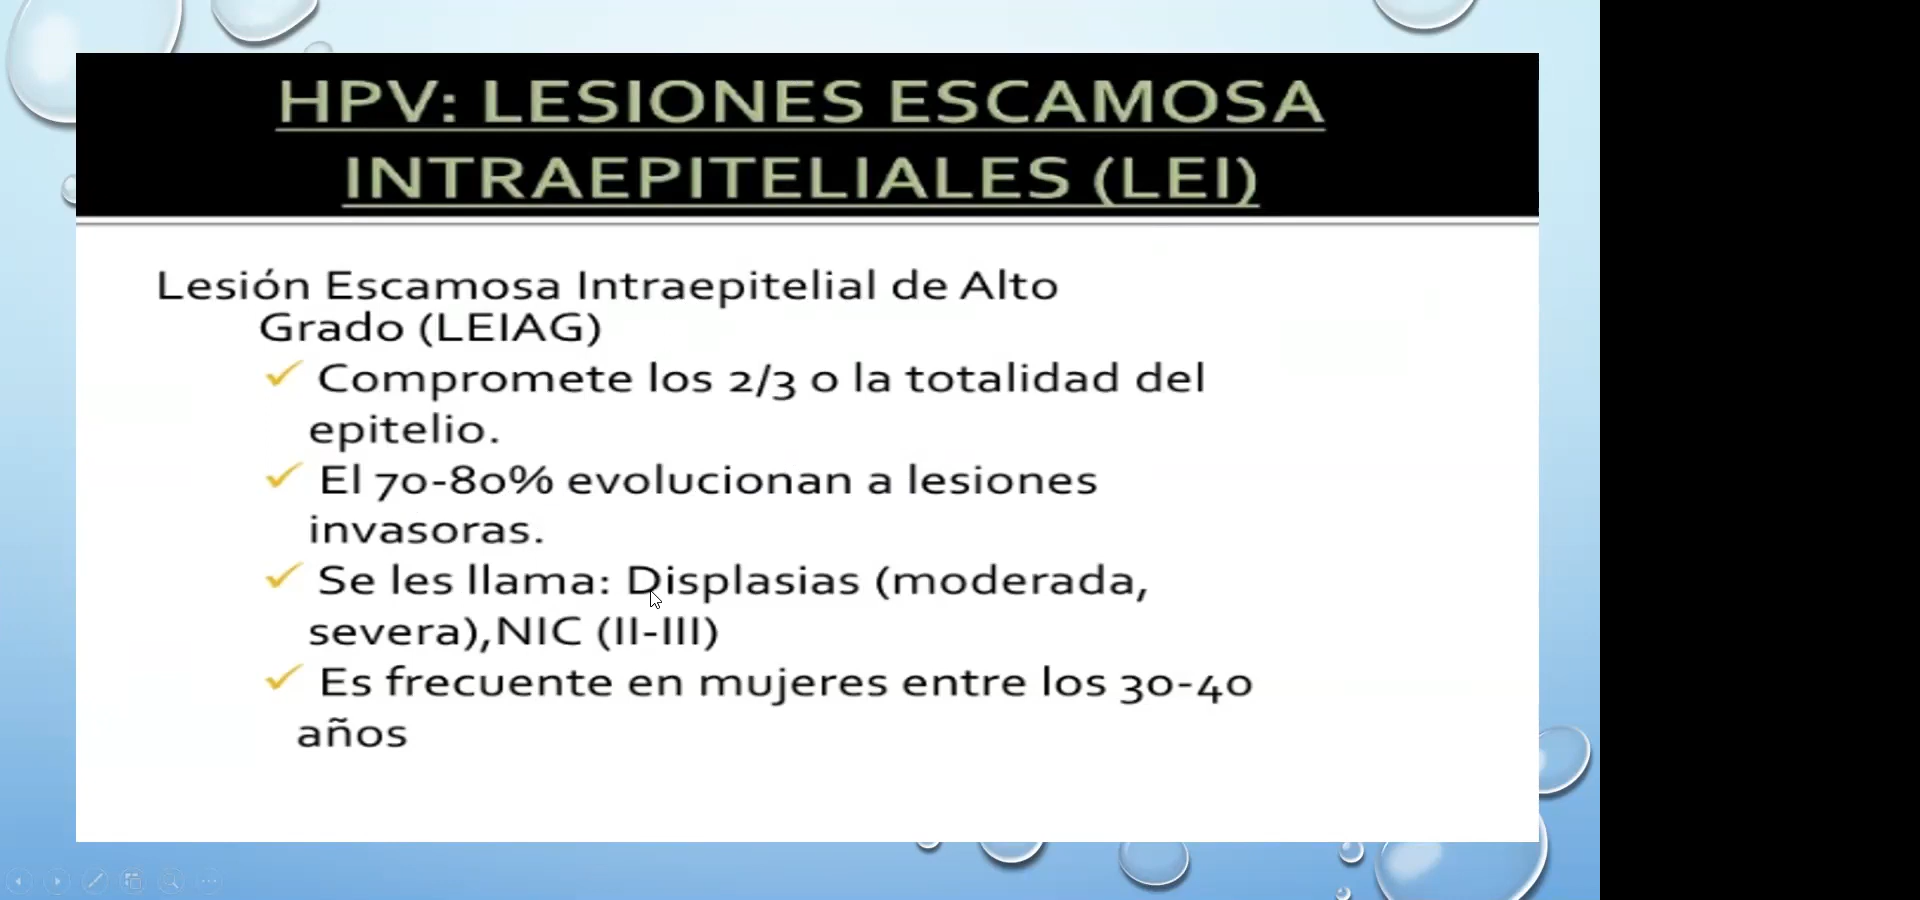 HPV: LESIONES ESCAMOSA
INTRAEPITELIALES (LEI)
Lesión Escamosa Intraepitelial de Alto
Grado (LEIAG)
✓ Compromete los 2/3 o la totalidad del
epitelio.
✓ El 70-80% evolucionan a lesiones
invasoras.
✓ Se les llama: Displasias (moderada,
severa),NIC (II-III)
✓ Es frecuente en mujeres entre los 30-40
años